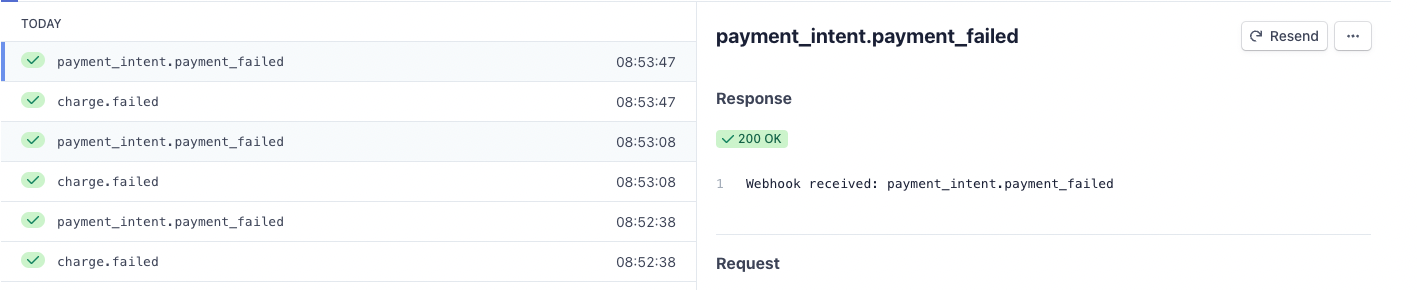 TODAY
payment_intent.payment_failed 08:53:47
charge.failed 08:53:47
payment_intent.payment_failed 08:53:08
charge.failed 08:53:08
payment_intent.payment_failed 08:52:38
charge.failed 08:52:38
payment_intent.payment_failed
Resend
Response
200 OK
1 Webhook received: payment_intent.payment_failed
Request